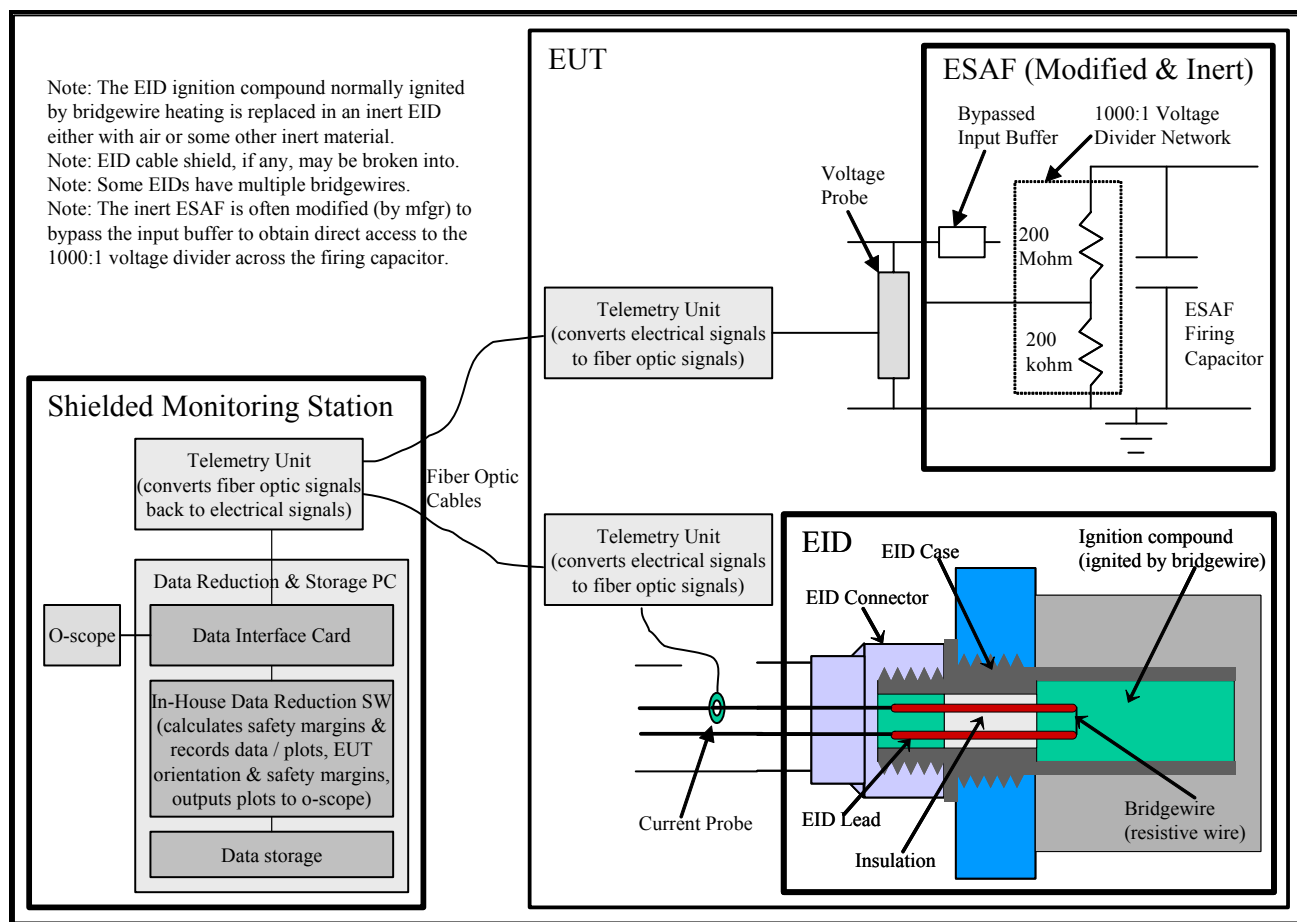 Note: The EID ignition compound normally ignited
by bridgewire heating is replaced in an inert EID
either with air or some other inert material.
Note: EID cable shield, if any, may be broken into.
Note: Some EIDs have multiple bridgewires.
Note: The inert ESAF is often modified (by mfgr) to
bypass the input buffer to obtain direct access to the
1000:1 voltage divider across the firing capacitor.
EUT
ESAF (Modified & Inert)
Bypassed
Input Buffer
1000:1 Voltage
Divider Network
Voltage
Probe
200
Mohm
200
kohm
ESAF
Firing
Capacitor
Telemetry Unit
(converts electrical signals
to fiber optic signals)
Shielded Monitoring Station
Telemetry Unit
(converts fiber optic signals
back to electrical signals)
Fiber Optic
Cables
Data Reduction & Storage PC
O-scope
Data Interface Card
In-House Data Reduction SW
(calculates safety margins &
records data / plots, EUT
orientation & safety margins,
outputs plots to o-scope)
Data storage
Telemetry Unit
(converts electrical signals
to fiber optic signals)
Current Probe
EID
EID Case
EID Connector
Ignition compound
(ignited by bridgewire)
EID Lead
Insulation
Bridgewire
(resistive wire)